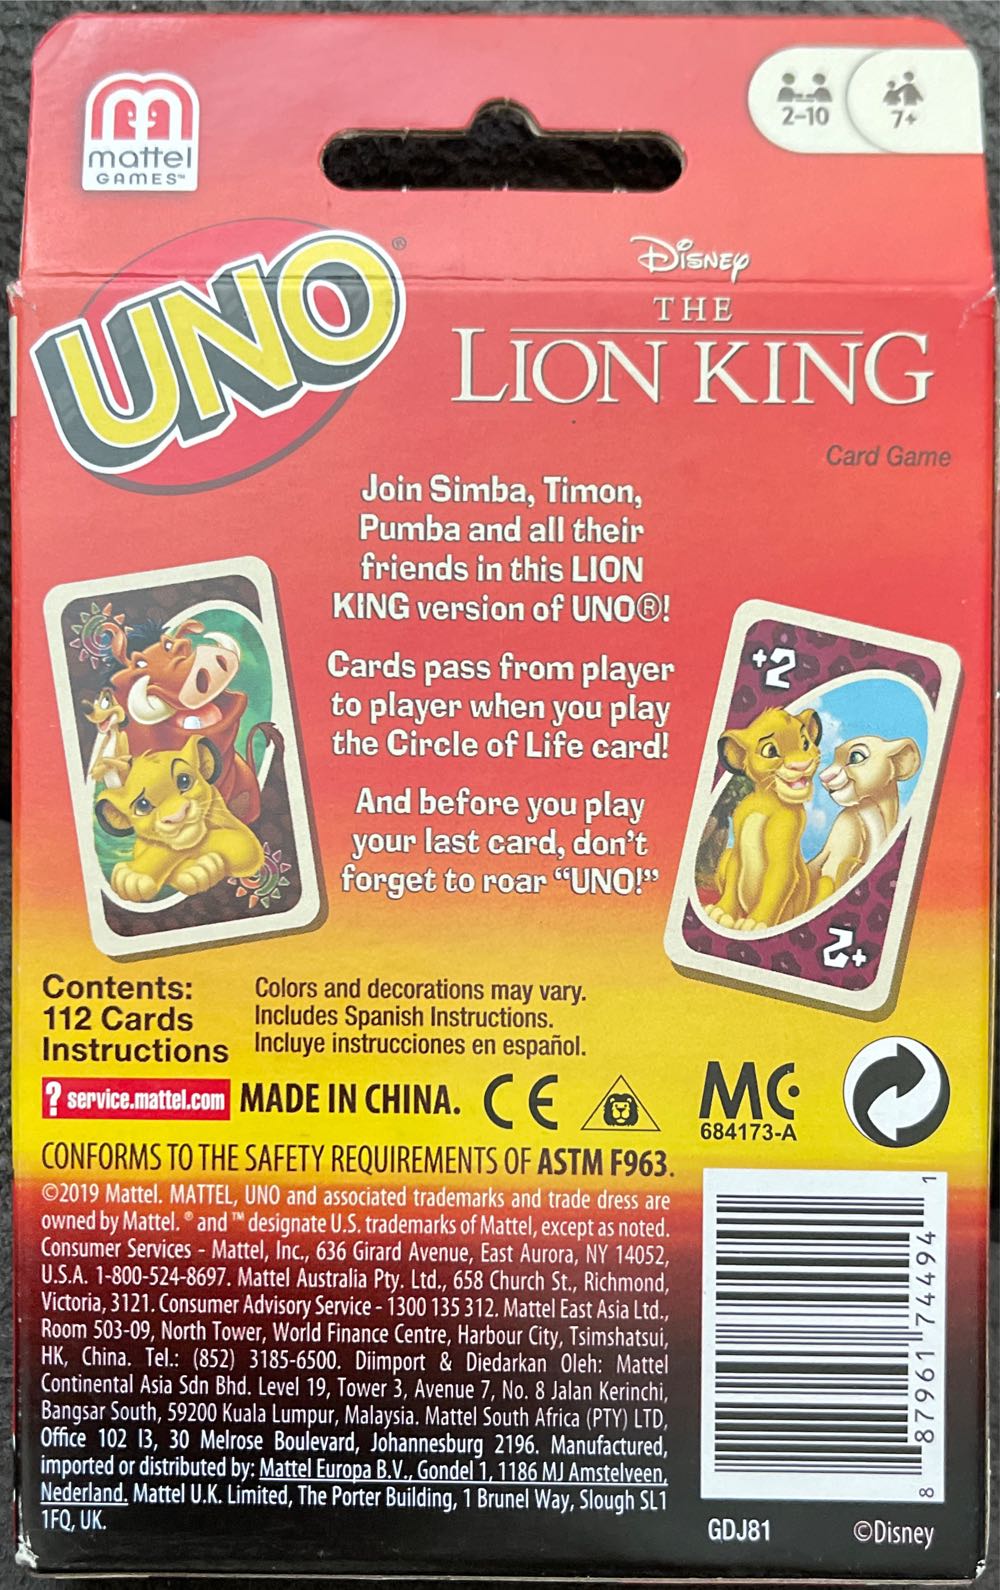 mattel
GAMES™
2-10
7+
UNO®
Disney
THE
LION KING
Card Game
Join Simba, Timon,
Pumba and all their
friends in this LION
KING version of UNO®!
Cards pass from player
to player when you play
the Circle of Life card!
And before you play
your last card, don't
forget to roar “UNO!”
+2
+2
Contents:
112 Cards
Instructions
Colors and decorations may vary.
Includes Spanish Instructions.
Incluye instrucciones en español.
? service.mattel.com
MADE IN CHINA.
CE
MC
684173-A
CONFORMS TO THE SAFETY REQUIREMENTS OF ASTM F963.
©2019 Mattel. MATTEL, UNO and associated trademarks and trade dress are
owned by Mattel. ® and ™ designate U.S. trademarks of Mattel, except as noted.
Consumer Services - Mattel, Inc., 636 Girard Avenue, East Aurora, NY 14052,
U.S.A. 1-800-524-8697. Mattel Australia Pty. Ltd., 658 Church St., Richmond,
Victoria, 3121. Consumer Advisory Service - 1300 135 312. Mattel East Asia Ltd.,
Room 503-09, North Tower, World Finance Centre, Harbour City, Tsimshatsui,
HK, China. Tel.: (852) 3185-6500. Diimport & Diedarkan Oleh: Mattel
Continental Asia Sdn Bhd. Level 19, Tower 3, Avenue 7, No. 8 Jalan Kerinchi,
Bangsar South, 59200 Kuala Lumpur, Malaysia. Mattel South Africa (PTY) LTD,
Office 102 I3, 30 Melrose Boulevard, Johannesburg 2196. Manufactured,
imported or distributed by: Mattel Europa B.V., Gondel 1, 1186 MJ Amstelveen,
Nederland. Mattel U.K. Limited, The Porter Building, 1 Brunel Way, Slough SL1
1FQ, UK.
8 87961 74494 1
GDJ81
©Disney